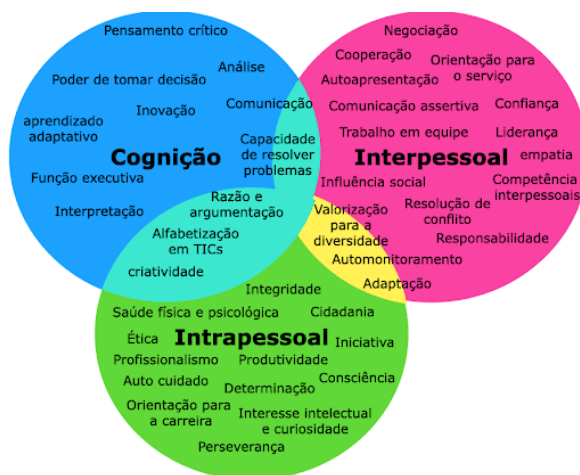 Pensamento crítico
Análise
Poder de tomar decisão
Inovação
Comunicação
aprendizado
adaptativo
Cognição
Capacidade
de resolver
problemas
Função executiva
Razão e
argumentação
Interpretação
Alfabetização
em TICs
criatividade
Negociação
Cooperação
Orientação para
o serviço
Autoapresentação
Comunicação assertiva
Confiança
Trabalho em equipe
Liderança
Interpessoal
empatia
Influência social
Competência
interpessoais
Valorização
para a
diversidade
Resolução de
conflito
Responsabilidade
Automonitoramento
Adaptação
Integridade
Saúde física e psicológica
Cidadania
Ética
Intrapessoal
Iniciativa
Profissionalismo
Produtividade
Auto cuidado
Determinação
Consciência
Orientação para
a carreira
Interesse intelectual
e curiosidade
Perseverança